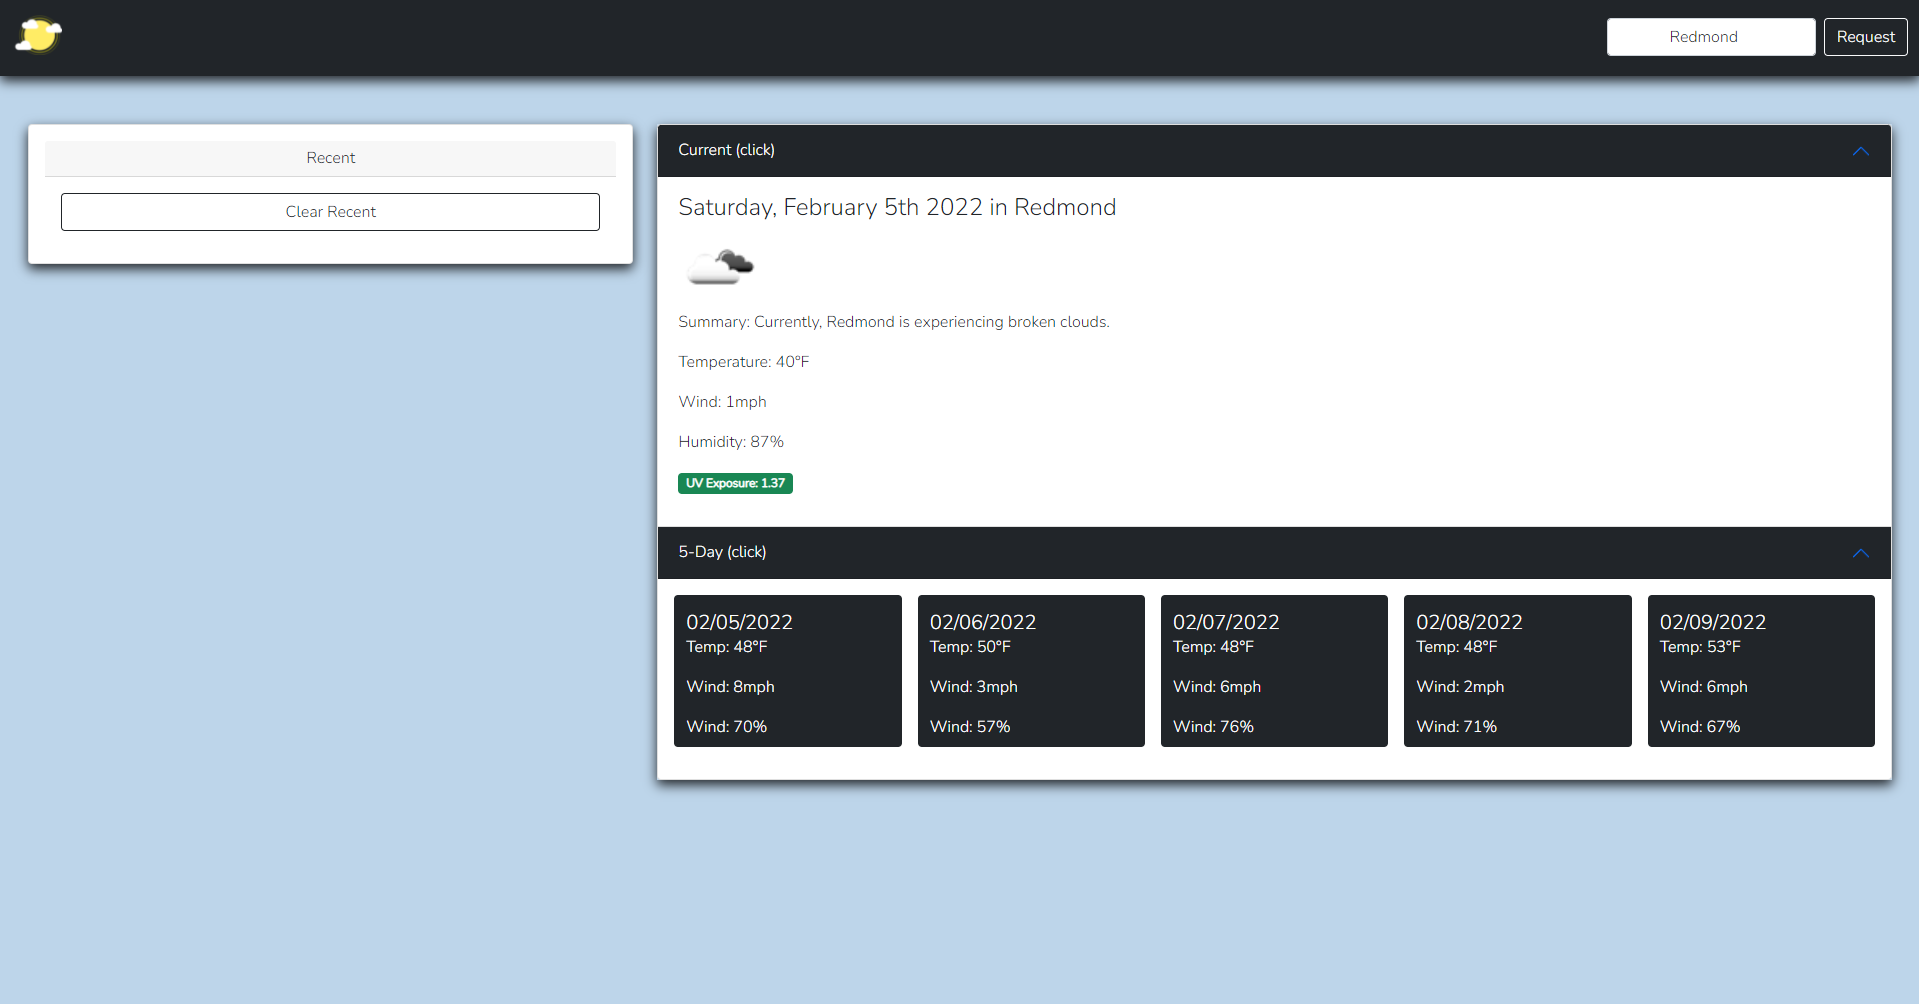 Redmond
Request
Recent
Clear Recent
Current (click)
Saturday, February 5th 2022 in Redmond
Summary: Currently, Redmond is experiencing broken clouds.
Temperature: 40°F
Wind: 1mph
Humidity: 87%
UV Exposure: 1.37
5-Day (click)
02/05/2022
Temp: 48°F
Wind: 8mph
Wind: 70%
02/06/2022
Temp: 50°F
Wind: 3mph
Wind: 57%
02/07/2022
Temp: 48°F
Wind: 6mph
Wind: 76%
02/08/2022
Temp: 48°F
Wind: 2mph
Wind: 71%
02/09/2022
Temp: 53°F
Wind: 6mph
Wind: 67%